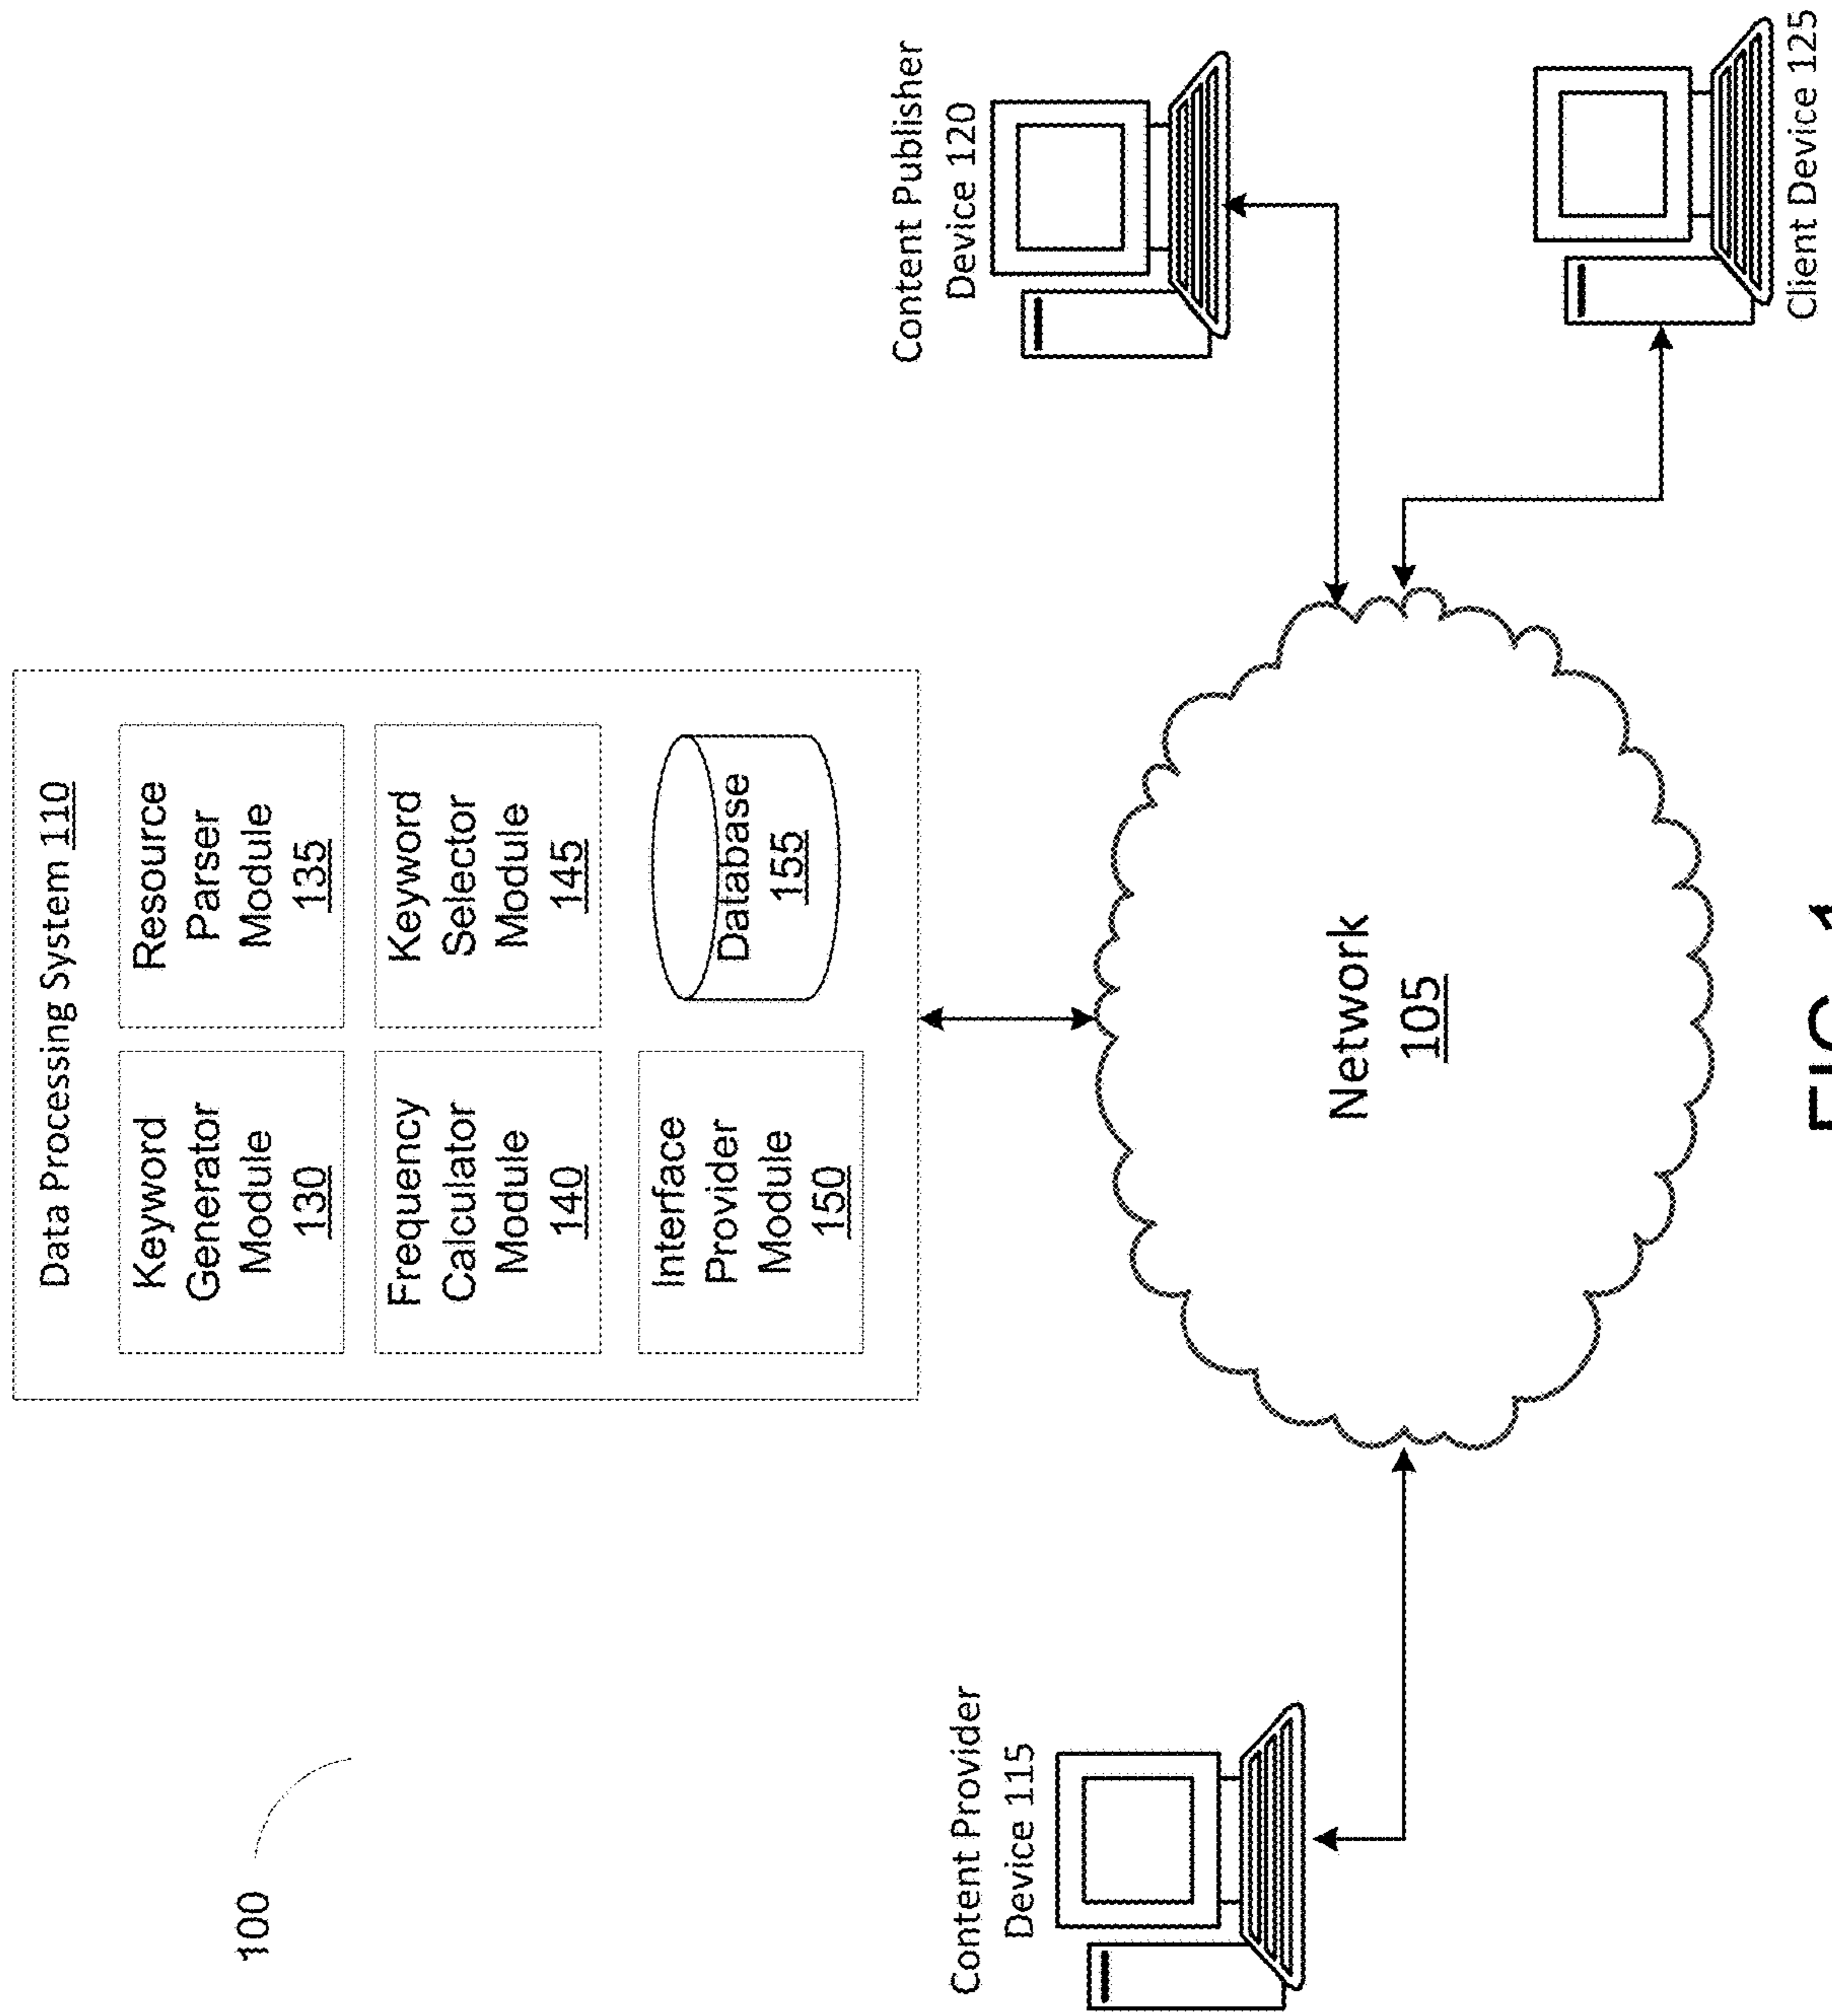 100
Data Processing System 110
Keyword
Generator
Module
130
Resource
Parser
Module
135
Frequency
Calculator
Module
140
Keyword
Selector
Module
145
Interface
Provider
Module
150
Database
155
Content Provider
Device 115
Content Publisher
Device 120
Network
105
Client Device 125
FIG. 1